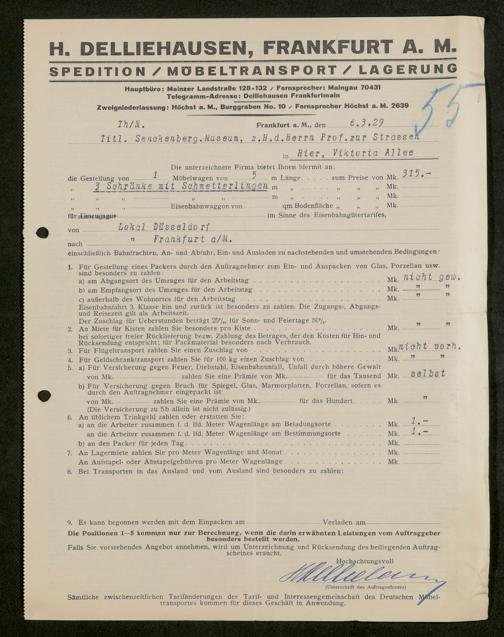 H. DELLIEHAUSEN, FRANKFURT A. M.
SPEDITION / MÖBELTRANSPORT / LAGERUNG
Hauptbüro: Mainzer Landstraße 128-132 / Fernsprecher: Maingau 70431
Telegramm-Adresse: Delliehausen Frankfurtmain
Zweigniederlassung: Höchst a. M., Burggraben No. 10 / Fernsprecher Höchst a. M. 2639
55
Th/M. Frankfurt a. M., den 6.3.29
Titl. Senckenberg.Museum, z.H.d.Herrn Prof.zur Strassen
in Hier, Viktoria Allee
Die unterzeichnete Firma bietet Ihnen hiermit an:
die Gestellung von 1 Möbelwagen von 5 m Länge zum Preise von Mk. 315.-
" 3 Schränke mit Schmetterlingen m " " " " Mk.
" " " " m " " " " Mk.
" " Eisenbahnwaggon von qm Bodenfläche " " " Mk.
für im Sinne des Eisenbahngütertarifes,
von Lokal Düsseldorf
nach " Frankfurt a/M.
einschließlich Bahnfrachten, An- und Abfuhr, Ein- und Ausladen zu nachstehenden und umstehenden Bedingungen:
1. Für Gestellung eines Packers durch den Auftragnehmer zum Ein- und Auspacken von Glas, Porzellan usw.
sind besonders zu zahlen:
a) am Abgangsort des Umzuges für den Arbeitstag Mk. nicht gew.
b) am Empfangsort des Umzuges für den Arbeitstag Mk. " "
c) außerhalb des Wohnortes für den Arbeitstag Mk. " "
Eisenbahnfahrt 3. Klasse hin und zurück ist besonders zu zahlen. Die Zugangs-, Abgangs-
und Reisezeit gilt als Arbeitszeit.
Der Zuschlag für Ueberstunden beträgt 25%, für Sonn- und Feiertage 50%.
2. An Miete für Kisten zahlen Sie besonders pro Kiste Mk. " "
bei sofortiger freier Rücklieferung bezw. Zahlung des Betrages, der den Kosten für Hin- und
Rücksendung entspricht; für Packmaterial besonders nach Verbrauch.
3. Für Flügeltransport zahlen Sie einen Zuschlag von Mk. nicht vorh.
4. Für Geldschranktransport zahlen Sie für 100 kg einen Zuschlag von Mk. " "
5. a) Für Versicherung gegen Feuer, Diebstahl, Eisenbahnunfall, Unfall durch höhere Gewalt
von Mk. zahlen Sie eine Prämie von Mk. für das Tausend Mk. selbst
b) Für Versicherung gegen Bruch für Spiegel, Glas, Marmorplatten, Porzellan, sofern es
durch den Auftragnehmer eingepackt ist
von Mk. zahlen Sie eine Prämie von Mk. für das Hundert Mk. "
(Die Versicherung zu 5b allein ist nicht zulässig.)
6. An üblichem Trinkgeld zahlen oder erstatten Sie:
a) an die Arbeiter zusammen f. d. lfd. Meter Wagenlänge am Beladungsorte Mk. 1.-
an die Arbeiter zusammen f. d. lfd. Meter Wagenlänge am Bestimmungsorte Mk. 1.-
b) an den Packer für jeden Tag Mk.
7. An Lagermiete zahlen Sie pro Meter Wagenlänge und Monat Mk.
An Aufstapel- oder Abstapelgebühren pro Meter Wagenlänge Mk.
8. Bei Transporten in das Ausland und vom Ausland sind besonders zu zahlen:
9. Es kann begonnen werden mit dem Einpacken am Verladen am
Die Positionen 1-8 kommen nur zur Berechnung, wenn die darin erwähnten Leistungen vom Auftraggeber
besonders bestellt werden.
Falls Sie vorstehendes Angebot annehmen, wird um Unterzeichnung und Rücksendung des beiliegenden Auftrag-
scheines ersucht.
Hochachtungsvoll
(Unterschrift des Auftragnehmers)
Sämtliche zwischenzeitlichen Tarifänderungen der Tarif- und Interessengemeinschaft des Deutschen Möbel-
transportes kommen für dieses Geschäft in Anwendung.